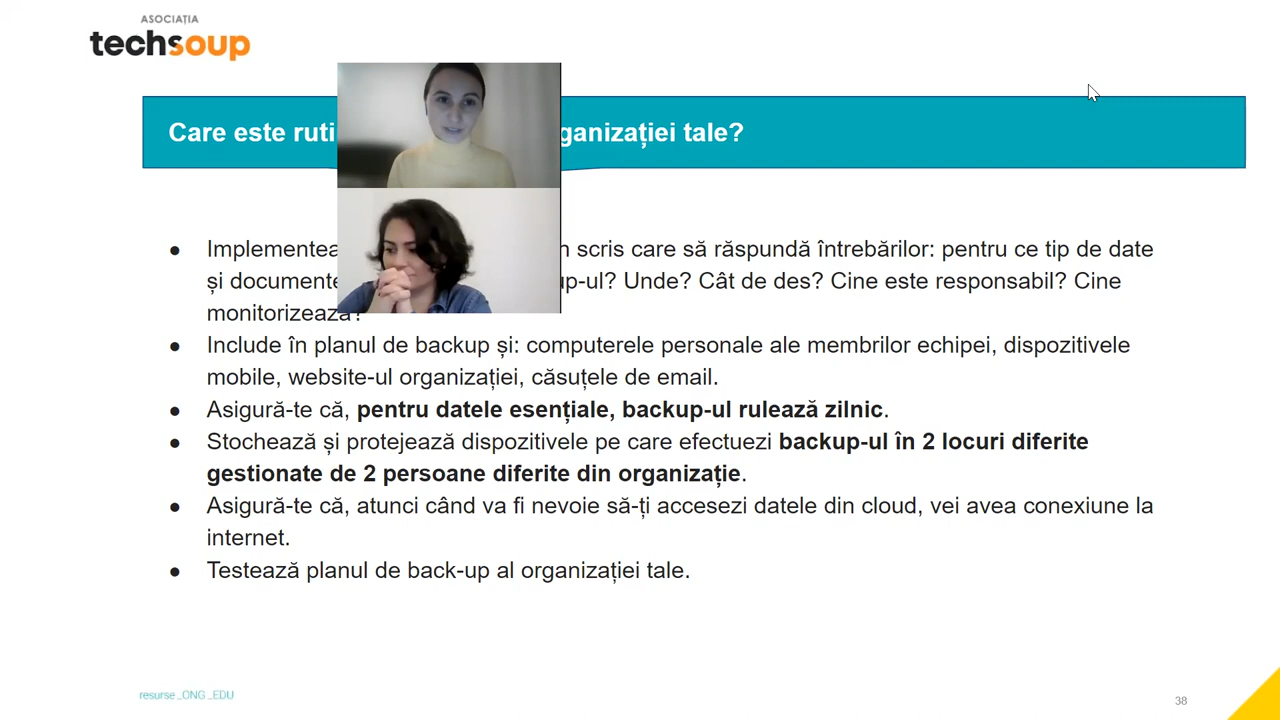 ASOCIAȚIA
techsoup
Care este ruti ganizației tale?
● Implementea scris care să răspundă întrebărilor: pentru ce tip de date
și documente up-ul? Unde? Cât de des? Cine este responsabil? Cine
monitorizează?
● Include în planul de backup și: computerele personale ale membrilor echipei, dispozitivele
mobile, website-ul organizației, căsuțele de email.
● Asigură-te că, pentru datele esențiale, backup-ul rulează zilnic.
● Stochează și protejează dispozitivele pe care efectuezi backup-ul în 2 locuri diferite
gestionate de 2 persoane diferite din organizație.
● Asigură-te că, atunci când va fi nevoie să-ți accesezi datele din cloud, vei avea conexiune la
internet.
● Testează planul de back-up al organizației tale.
resurse_ONG_EDU
38